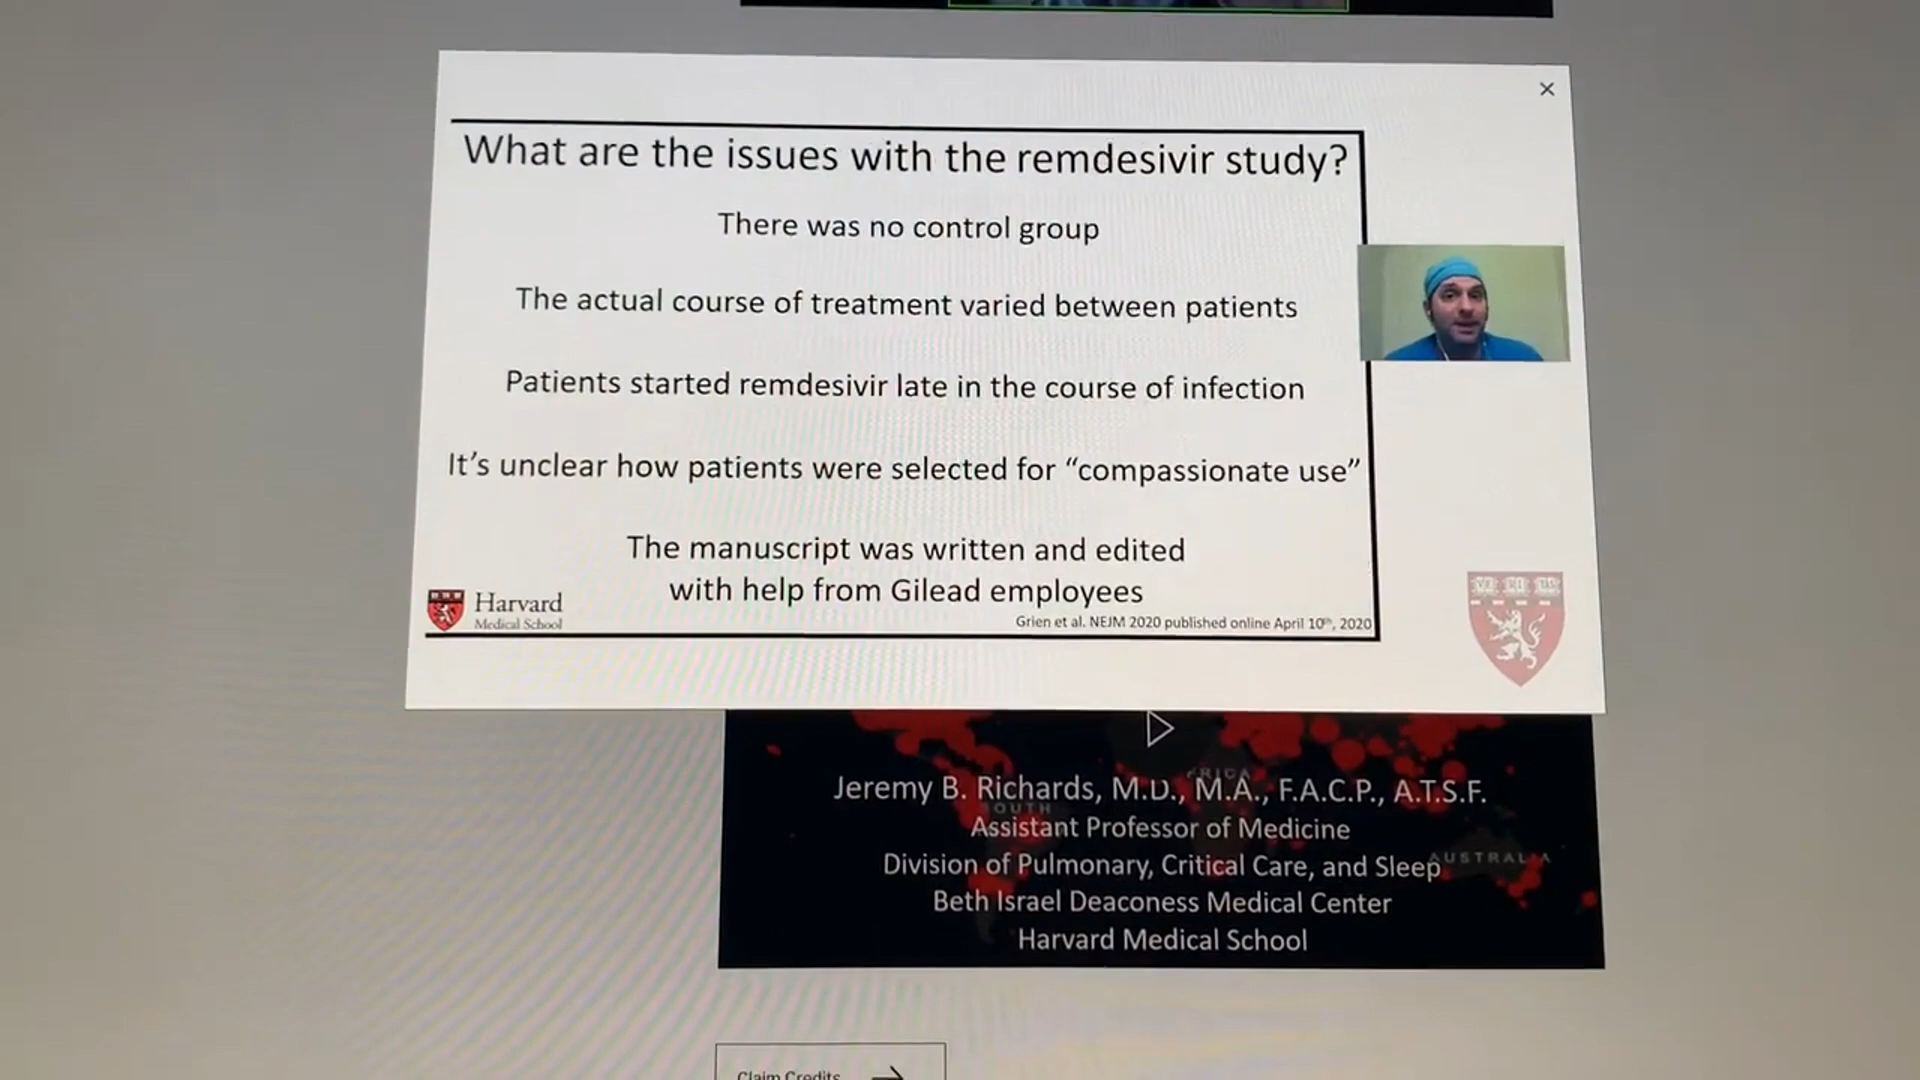 What are the issues with the remdesivir study?
There was no control group
The actual course of treatment varied between patients
Patients started remdesivir late in the course of infection
It’s unclear how patients were selected for “compassionate use”
The manuscript was written and edited
with help from Gilead employees
Harvard
Medical School
Grien et al. NEJM 2020 published online April 10th, 2020
Jeremy B. Richards, M.D., M.A., F.A.C.P., A.T.S.F.
Assistant Professor of Medicine
Division of Pulmonary, Critical Care, and Sleep
AUSTRALIA
Beth Israel Deaconess Medical Center
Harvard Medical School
Claim Credits